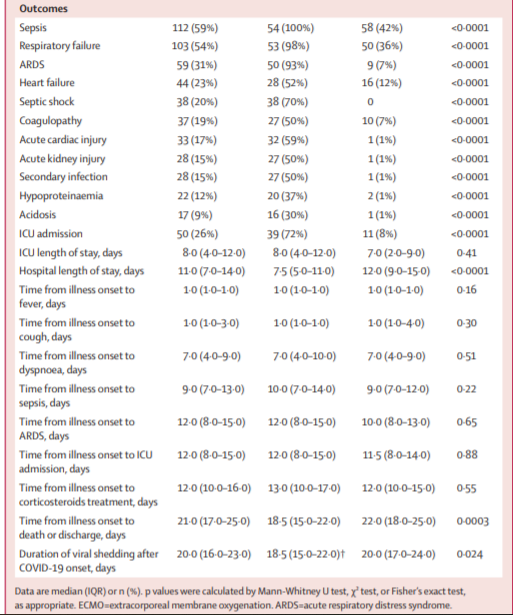 Outcomes
Sepsis 112 (59%) 54 (100%) 58 (42%) <0·0001
Respiratory failure 103 (54%) 53 (98%) 50 (36%) <0·0001
ARDS 59 (31%) 50 (93%) 9 (7%) <0·0001
Heart failure 44 (23%) 28 (52%) 16 (12%) <0·0001
Septic shock 38 (20%) 38 (70%) 0 <0·0001
Coagulopathy 37 (19%) 27 (50%) 10 (7%) <0·0001
Acute cardiac injury 33 (17%) 32 (59%) 1 (1%) <0·0001
Acute kidney injury 28 (15%) 27 (50%) 1 (1%) <0·0001
Secondary infection 28 (15%) 27 (50%) 1 (1%) <0·0001
Hypoproteinaemia 22 (12%) 20 (37%) 2 (1%) <0·0001
Acidosis 17 (9%) 16 (30%) 1 (1%) <0·0001
ICU admission 50 (26%) 39 (72%) 11 (8%) <0·0001
ICU length of stay, days 8·0 (4·0–12·0) 8·0 (4·0–12·0) 7·0 (2·0–9·0) 0·41
Hospital length of stay, days 11·0 (7·0–14·0) 7·5 (5·0–11·0) 12·0 (9·0–15·0) <0·0001
Time from illness onset to 1·0 (1·0–1·0) 1·0 (1·0–1·0) 1·0 (1·0–1·0) 0·16
fever, days
Time from illness onset to 1·0 (1·0–3·0) 1·0 (1·0–1·0) 1·0 (1·0–4·0) 0·30
cough, days
Time from illness onset to 7·0 (4·0–9·0) 7·0 (4·0–10·0) 7·0 (4·0–9·0) 0·51
dyspnoea, days
Time from illness onset to 9·0 (7·0–13·0) 10·0 (7·0–14·0) 9·0 (7·0–12·0) 0·22
sepsis, days
Time from illness onset to 12·0 (8·0–15·0) 12·0 (8·0–15·0) 10·0 (8·0–13·0) 0·65
ARDS, days
Time from illness onset to ICU 12·0 (8·0–15·0) 12·0 (8·0–15·0) 11·5 (8·0–14·0) 0·88
admission, days
Time from illness onset to 12·0 (10·0–16·0) 13·0 (10·0–17·0) 12·0 (10·0–15·0) 0·55
corticosteroids treatment, days
Time from illness onset to 21·0 (17·0–25·0) 18·5 (15·0–22·0) 22·0 (18·0–25·0) 0·0003
death or discharge, days
Duration of viral shedding after 20·0 (16·0–23·0) 18·5 (15·0–22·0)† 20·0 (17·0–24·0) 0·024
COVID-19 onset, days
Data are median (IQR) or n (%). p values were calculated by Mann-Whitney U test, χ² test, or Fisher's exact test,
as appropriate. ECMO=extracorporeal membrane oxygenation. ARDS=acute respiratory distress syndrome.